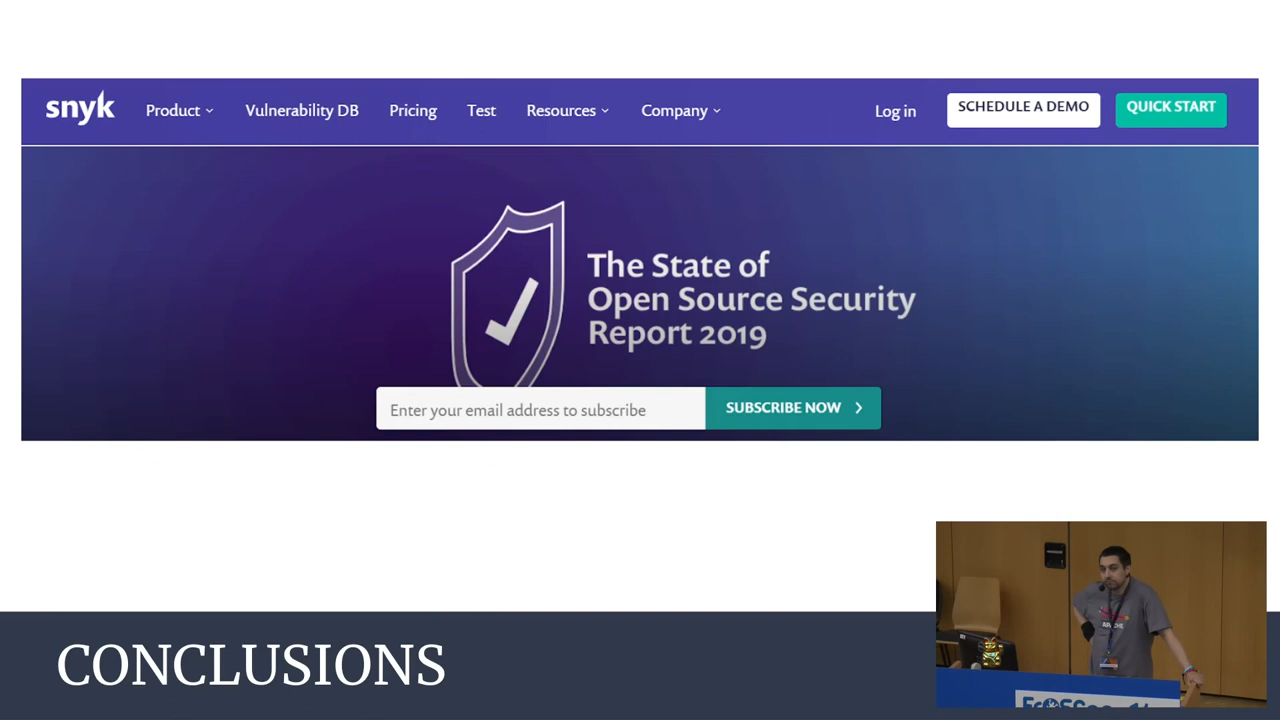 snyk
Product
Vulnerability DB
Pricing
Test
Resources
Company
Log in
SCHEDULE A DEMO
QUICK START
The State of
Open Source Security
Report 2019
Enter your email address to subscribe
SUBSCRIBE NOW
CONCLUSIONS